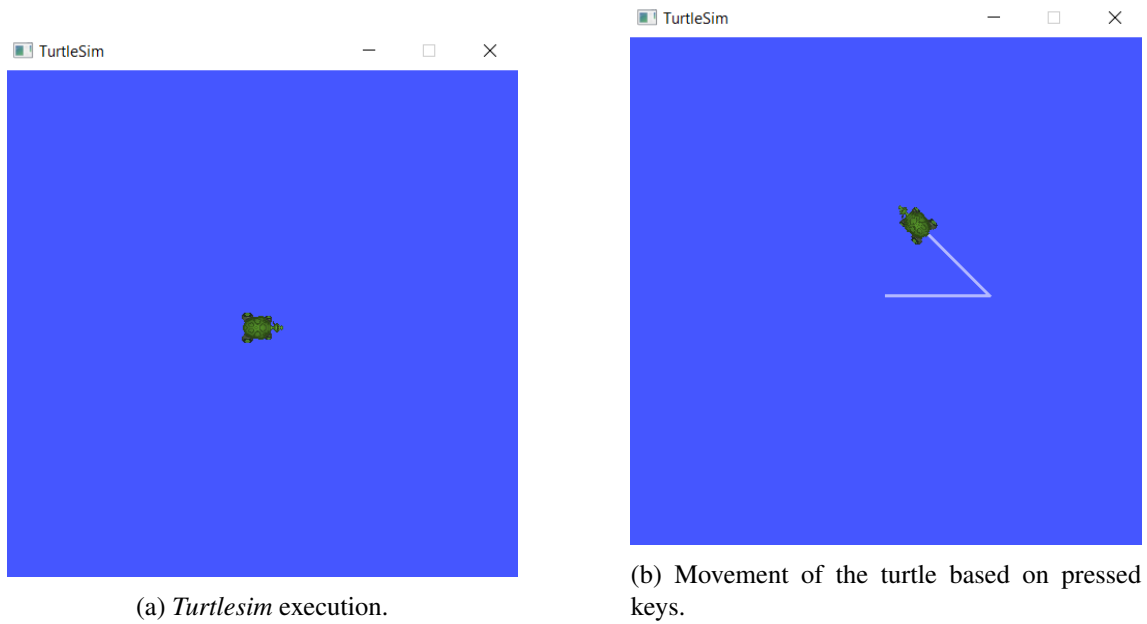 TurtleSim
(a) Turtlesim execution.
TurtleSim
(b) Movement of the turtle based on pressed
keys.